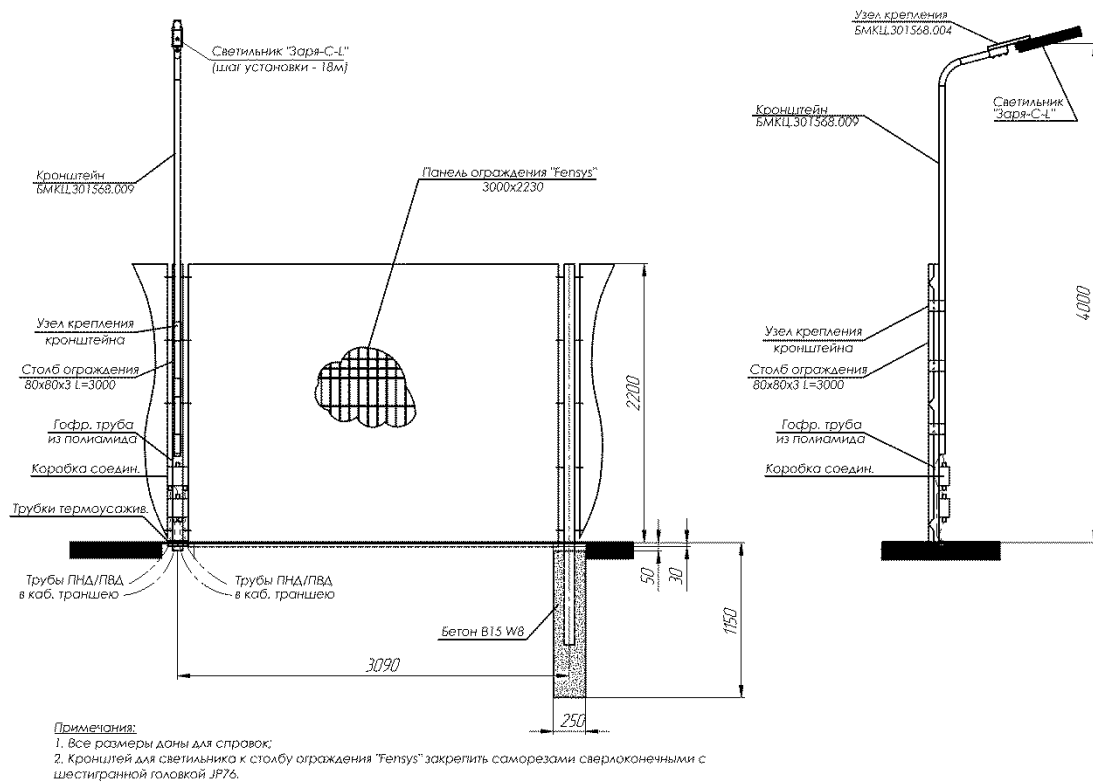 Светильник "Заря-С-L"
(шаг установки - 18м)
Кронштейн
БМКЦ.301568.009
Панель ограждения "Fensys"
3000х2230
Узел крепления
кронштейна
Столб ограждения
80х80х3 L=3000
Гофр. труба
из полиамида
Коробка соедин.
Трубки термоусажив.
Трубы ПНД/ПВД
в каб. траншею
Трубы ПНД/ПВД
в каб. траншею
Бетон В15 W8
2200
50
30
1150
3090
250
Узел крепления
БМКЦ.301568.004
Кронштейн
БМКЦ.301568.009
Светильник
"Заря-С-L"
4000
Узел крепления
кронштейна
Столб ограждения
80х80х3 L=3000
Гофр. труба
из полиамида
Коробка соедин.
Примечания:
1. Все размеры даны для справок;
2. Кронштей для светильника к столбу ограждения "Fensys" закрепить саморезами сверлоконечными с
шестигранной головкой JP76.